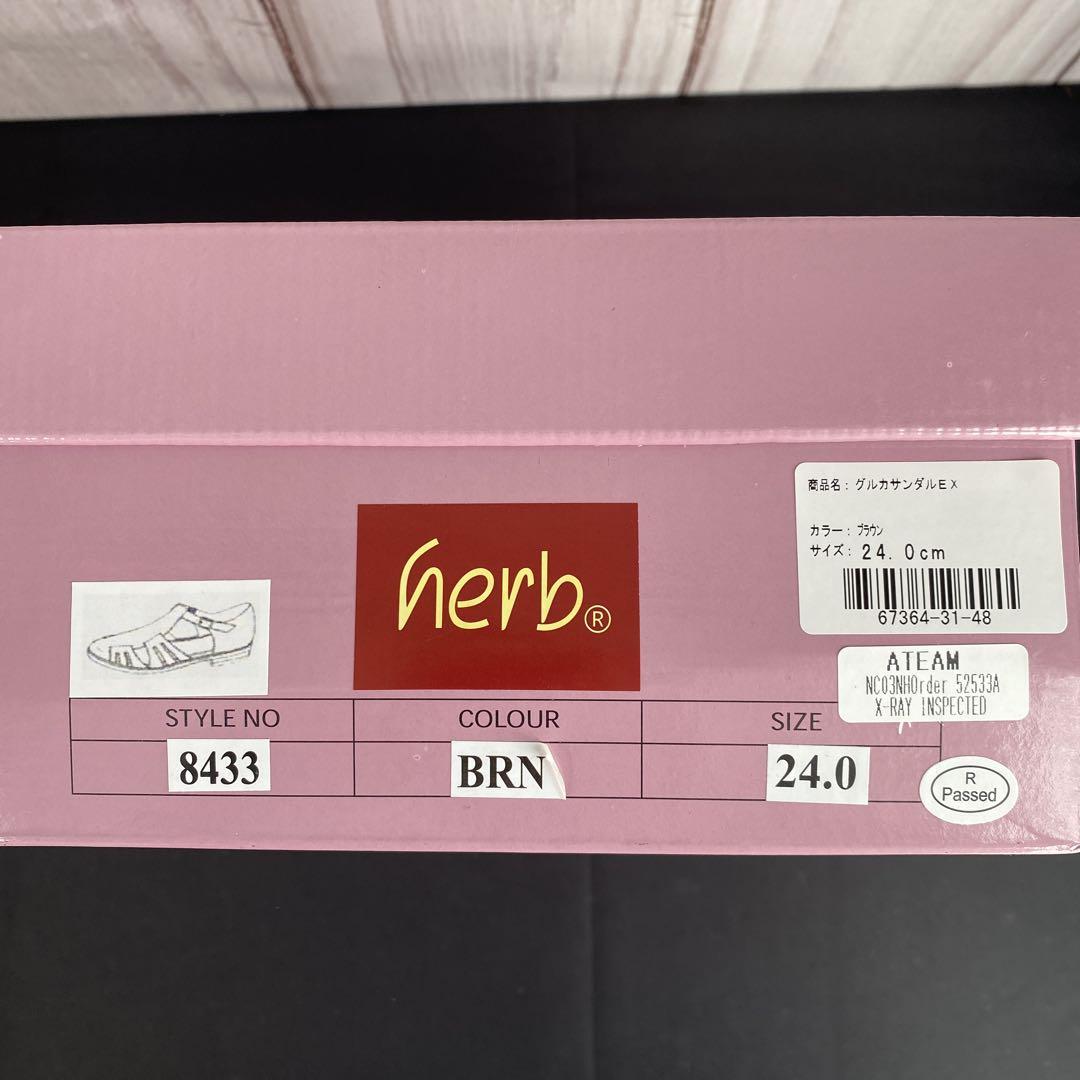 商品名：グルカサンダルEX
カラー：ブラウン
サイズ：24.0cm
67364-31-48
herb®
ATEAM
NC03NHOrder 52533A
X-RAY INSPECTED
STYLE NO COLOUR SIZE
8433 BRN 24.0
R
Passed